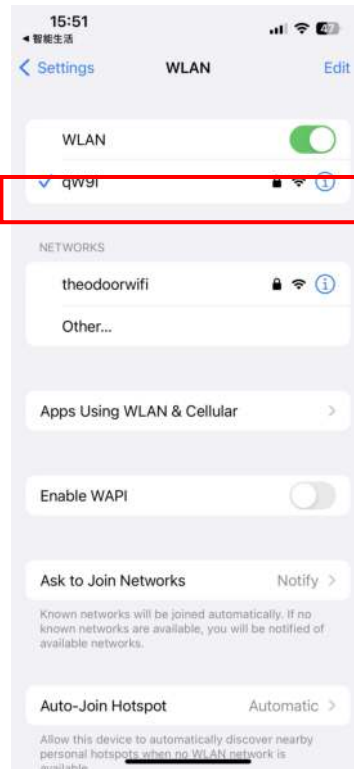 15:51
47
◀ 智能生活
Settings
WLAN
Edit
WLAN
NETWORKS
theodoorwifi
Other...
Apps Using WLAN & Cellular
Enable WAPI
Ask to Join Networks
Notify
Known networks will be joined automatically. If no
known networks are available, you will be notified of
available networks.
Auto-Join Hotspot
Automatic
Allow this device to automatically discover nearby
personal hotspots when no WLAN network is
available.